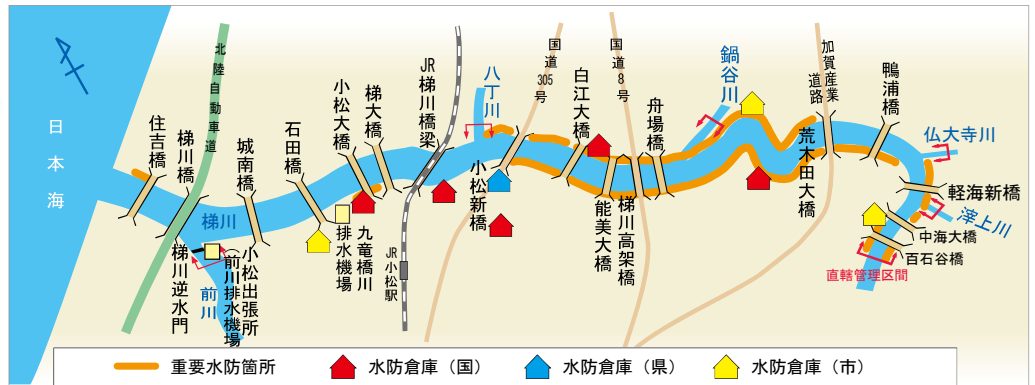 日本海
住吉橋
梯川橋
北陸自動車道
城南橋
石田橋
小松大橋
梯大橋
JR梯川橋梁
八丁川
国道305号
白江大橋
国道8号
舟場橋
鍋谷川
加賀産業道路
鴨浦橋
仏大寺川
軽海新橋
滓上川
中海大橋
百石谷橋
直轄管理区間
荒木田大橋
梯川高架橋
能美大橋
小松新橋
JR小松駅
九竜橋川
排水機場
梯川
小松出張所
前川排水機場
前川
梯川逆水門
重要水防箇所
水防倉庫（国）
水防倉庫（県）
水防倉庫（市）